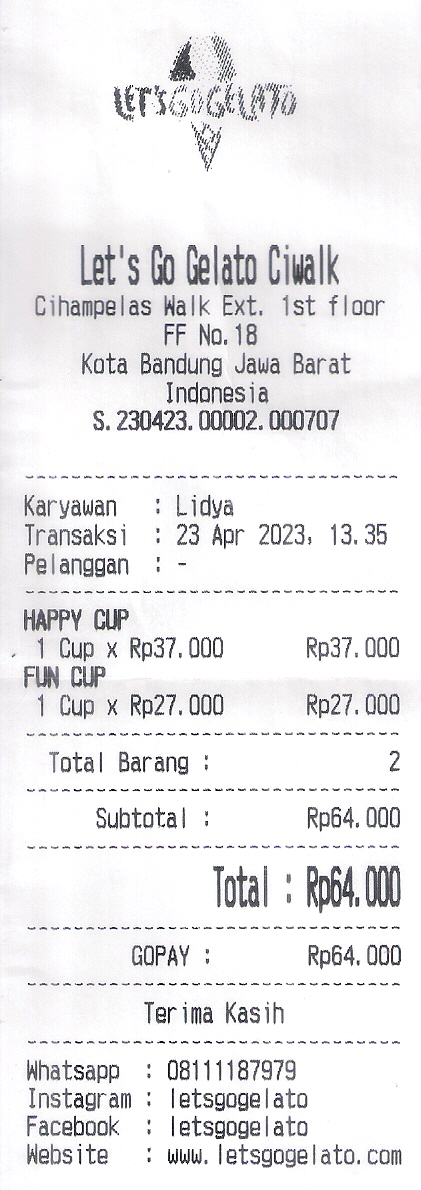 LET'S GO GELATO
Let's Go Gelato Ciwalk
Cihampelas Walk Ext. 1st floor
FF No.18
Kota Bandung Jawa Barat
Indonesia
S.230423.00002.000707
Karyawan : Lidya
Transaksi : 23 Apr 2023, 13.35
Pelanggan : -
HAPPY CUP
1 Cup x Rp37.000 Rp37.000
FUN CUP
1 Cup x Rp27.000 Rp27.000
Total Barang : 2
Subtotal : Rp64.000
Total : Rp64.000
GOPAY : Rp64.000
Terima Kasih
Whatsapp : 08111187979
Instagram : letsgogelato
Facebook : letsgogelato
Website : www.letsgogelato.com